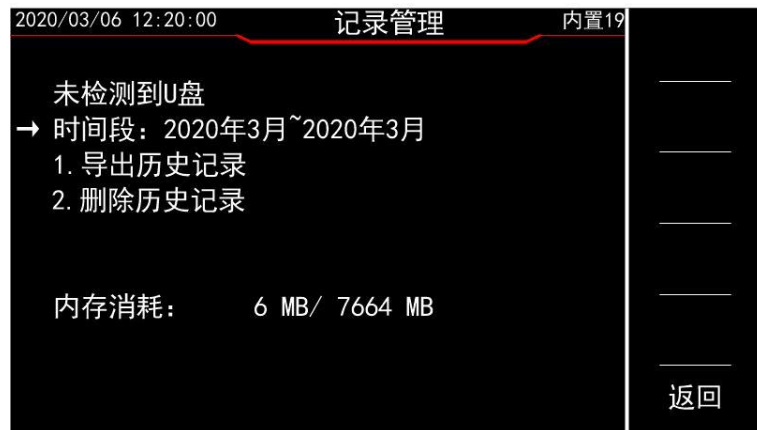 2020/03/06 12:20:00 记录管理 内置19
未检测到U盘
→ 时间段：2020年3月~2020年3月
1.导出历史记录
2.删除历史记录
内存消耗： 6 MB/ 7664 MB
返回